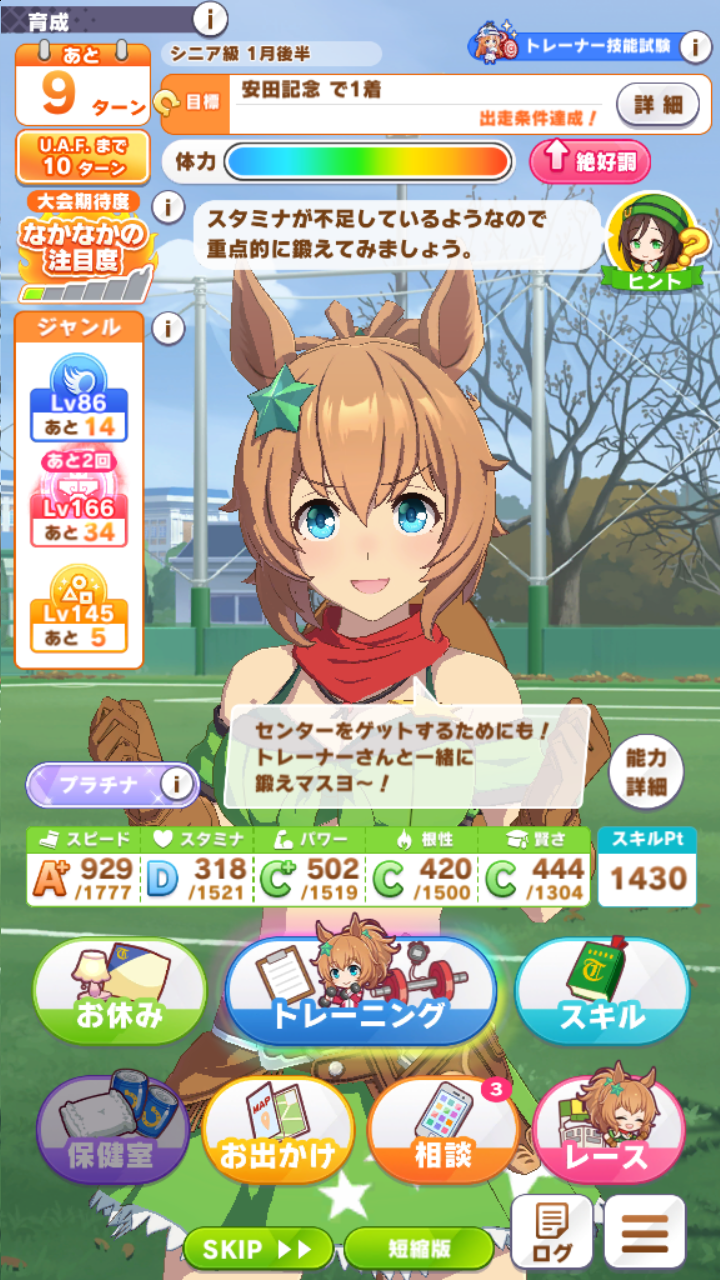 育成
i
あと
9 ターン
シニア級 1月後半
トレーナー技能試験
i
目標
安田記念 で1着
出走条件達成!
詳細
U.A.F. まで
10 ターン
体力
絶好調
大会期待度
i
なかなかの
注目度
スタミナが不足しているようなので
重点的に鍛えてみましょう。
ヒント
ジャンル
i
Lv86
あと 14
あと2回
Lv166
あと 34
Lv145
あと 5
センターをゲットするためにも!
トレーナーさんと一緒に
鍛えマスヨ~!
プラチナ
i
能力
詳細
スピード スタミナ パワー 根性 賢さ スキルPt
A+ 929 /1777
D 318 /1521
C+ 502 /1519
C 420 /1500
C 444 /1304
1430
お休み
トレーニング
スキル
保健室
MAP
お出かけ
3
相談
レース
SKIP
短縮版
ログ